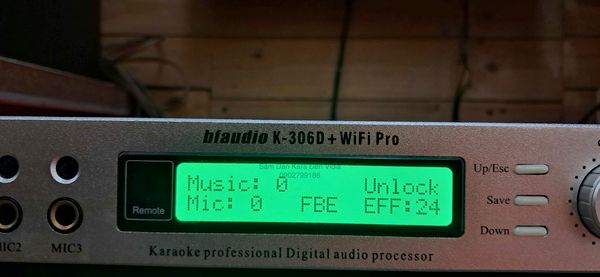 bfaudio K-306D+WiFi Pro
Up/Esc
0902799186
Music: 0 Unlock
Save
Mic: 0 FBE EFF:24
Remote
Down
MIC2 MIC3
Karaoke professional Digital audio processor